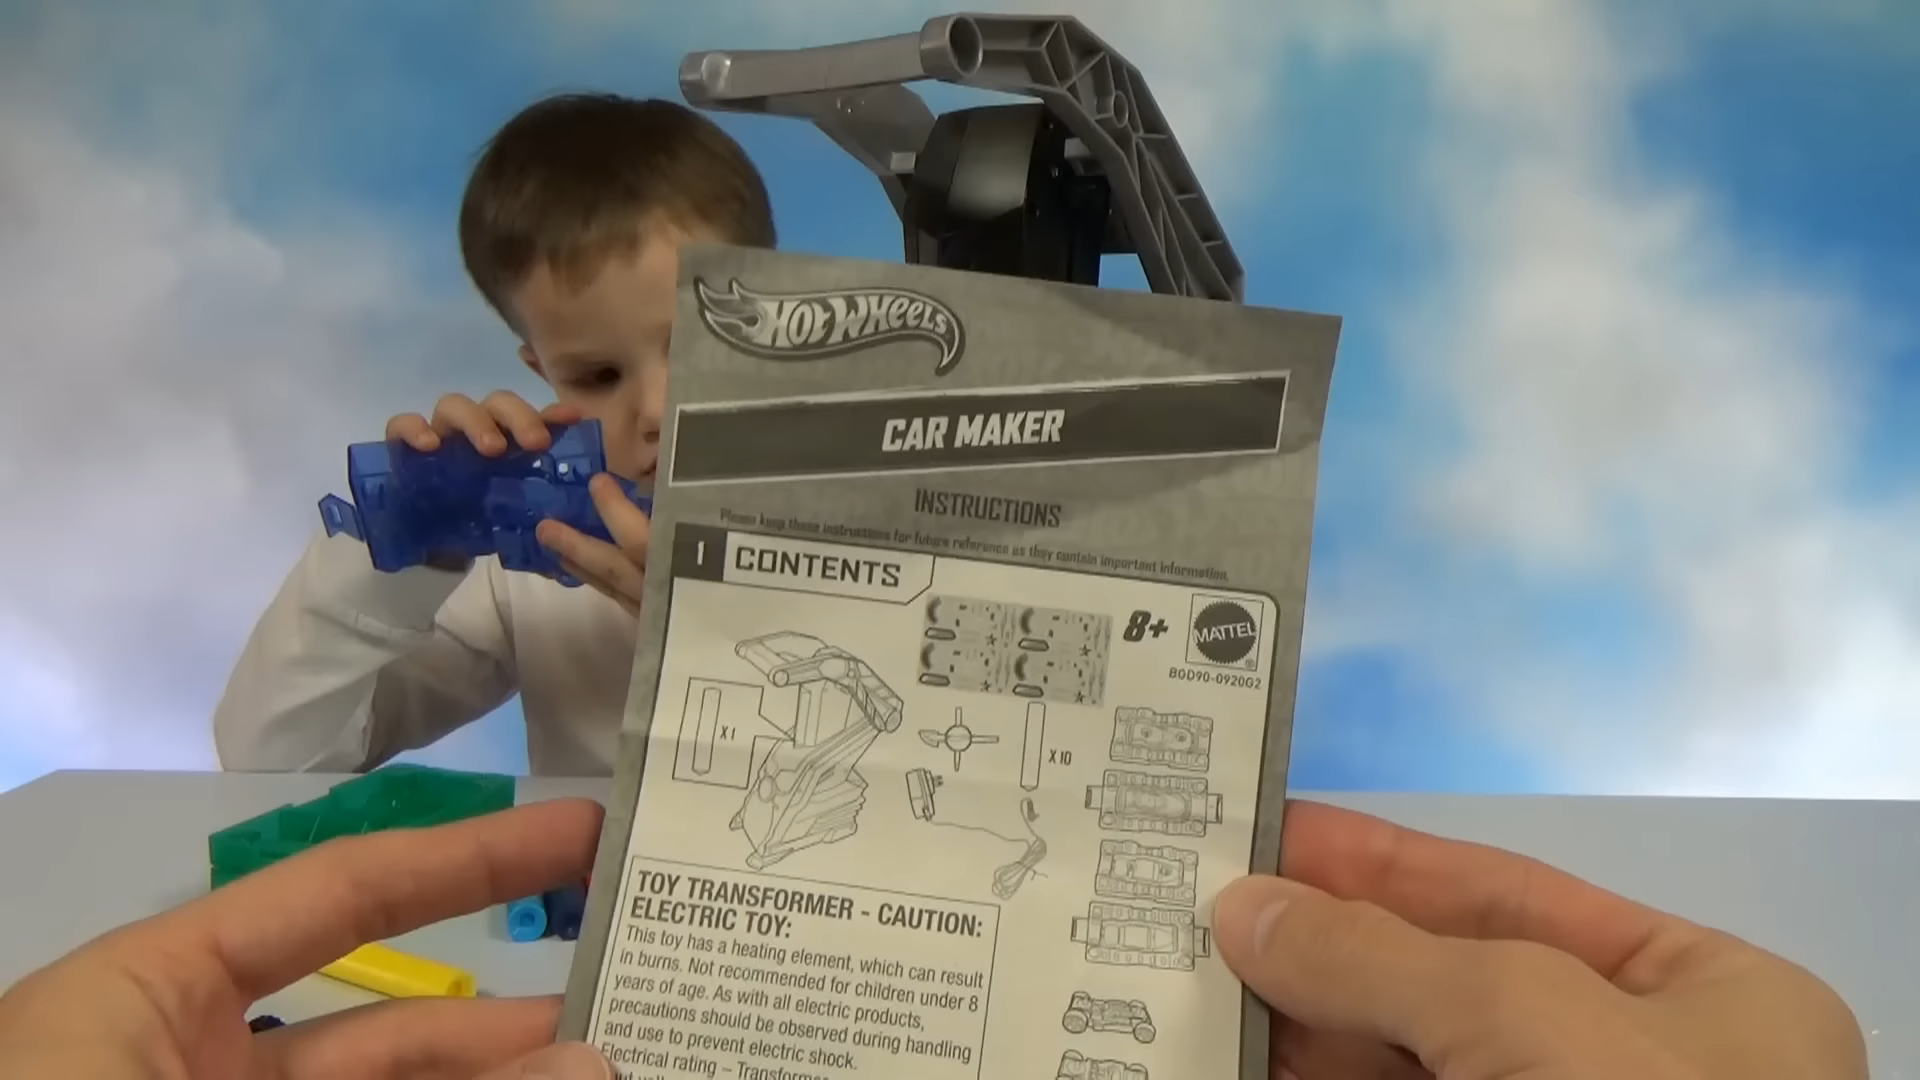 HOT WHEELS
CAR MAKER
INSTRUCTIONS
Please keep these instructions for future reference as they contain important information.
1 CONTENTS
8+
MATTEL
®
BGD90-0920G2
X 1
X 10
TOY TRANSFORMER - CAUTION:
ELECTRIC TOY:
This toy has a heating element, which can result
in burns. Not recommended for children under 8
years of age. As with all electric products,
precautions should be observed during handling
and use to prevent electric shock.
Electrical rating – Transformer